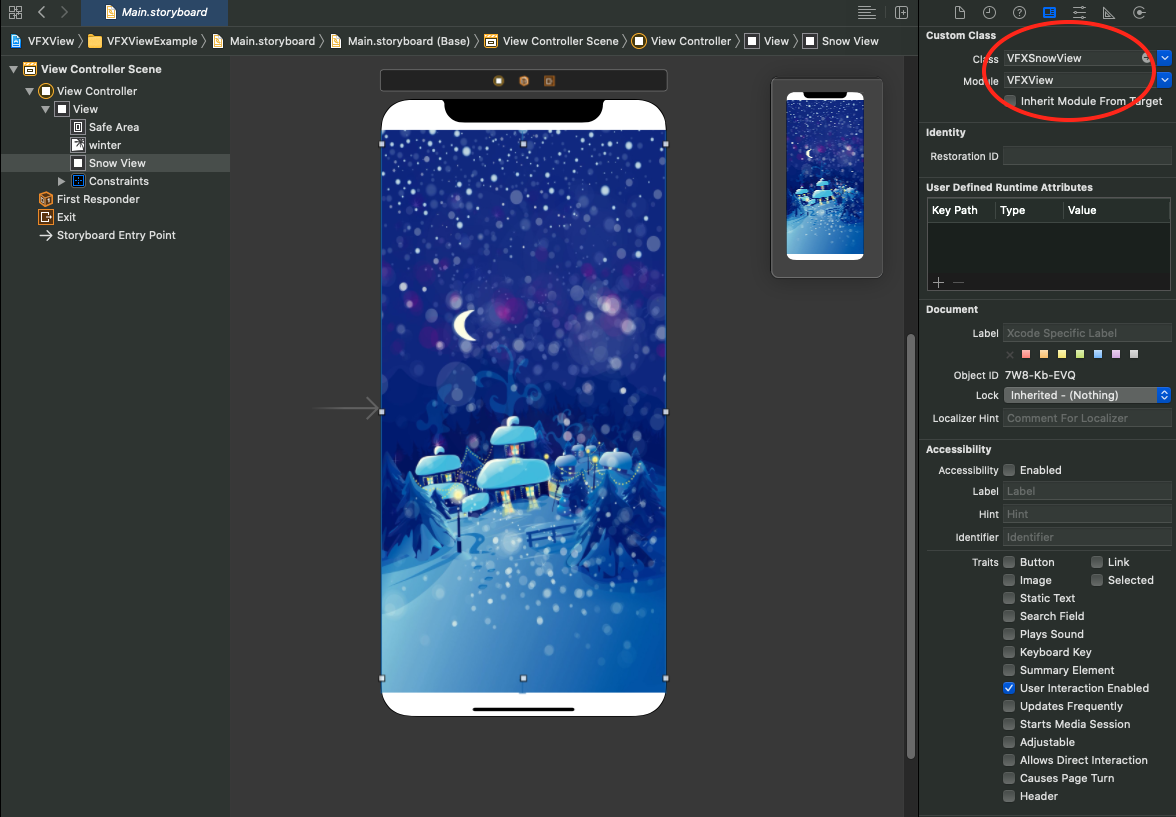 Main.storyboard
VFXView
VFXViewExample
Main.storyboard
Main.storyboard (Base)
View Controller Scene
View Controller
View
Snow View
View Controller Scene
View Controller
View
Safe Area
winter
Snow View
Constraints
First Responder
Exit
Storyboard Entry Point
Custom Class
Class VFXSnowView
Module VFXView
Inherit Module From Target
Identity
Restoration ID
User Defined Runtime Attributes
Key Path Type Value
Document
Label Xcode Specific Label
Object ID 7W8-Kb-EVQ
Lock Inherited - (Nothing)
Localizer Hint Comment For Localizer
Accessibility
Accessibility Enabled
Label Label
Hint Hint
Identifier Identifier
Traits Button Link
Image Selected
Static Text
Search Field
Plays Sound
Keyboard Key
Summary Element
User Interaction Enabled
Updates Frequently
Starts Media Session
Adjustable
Allows Direct Interaction
Causes Page Turn
Header